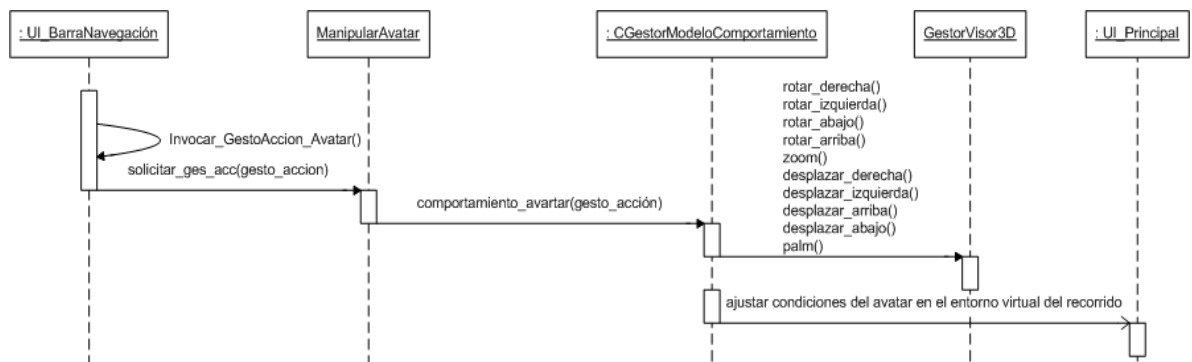 : UI_BarraNavegación
ManipularAvatar
: CGestorModeloComportamiento
GestorVisor3D
: UI_Principal
Invocar_GestoAccion_Avatar()
solicitar_ges_acc(gesto_accion)
comportamiento_avartar(gesto_acción)
rotar_derecha()
rotar_izquierda()
rotar_abajo()
rotar_arriba()
zoom()
desplazar_derecha()
desplazar_izquierda()
desplazar_arriba()
desplazar_abajo()
palm()
ajustar condiciones del avatar en el entorno virtual del recorrido